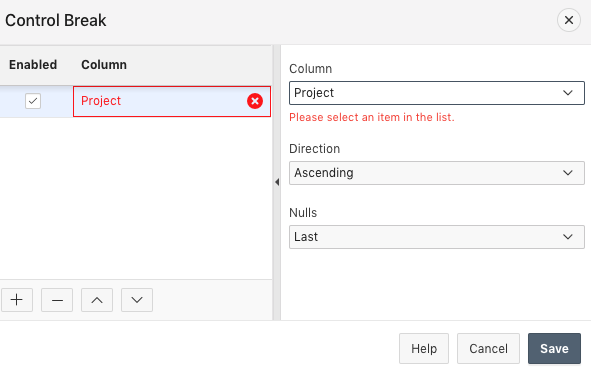 Control Break
Enabled Column
Project
Column
Project
Please select an item in the list.
Direction
Ascending
Nulls
Last
Help Cancel Save